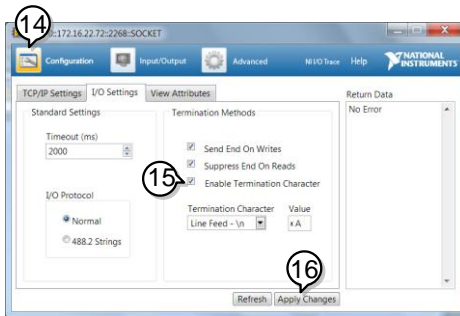 14
::172.16.22.72::2268::SOCKET
Configuration Input/Output Advanced NI I/O Trace Help NATIONAL INSTRUMENTS
TCP/IP Settings I/O Settings View Attributes Return Data
Standard Settings Termination Methods No Error
Timeout (ms)
2000 Send End On Writes
Suppress End On Reads
15 Enable Termination Character
I/O Protocol Termination Character Value
Normal Line Feed - \n xA
488.2 Strings
16
Refresh Apply Changes